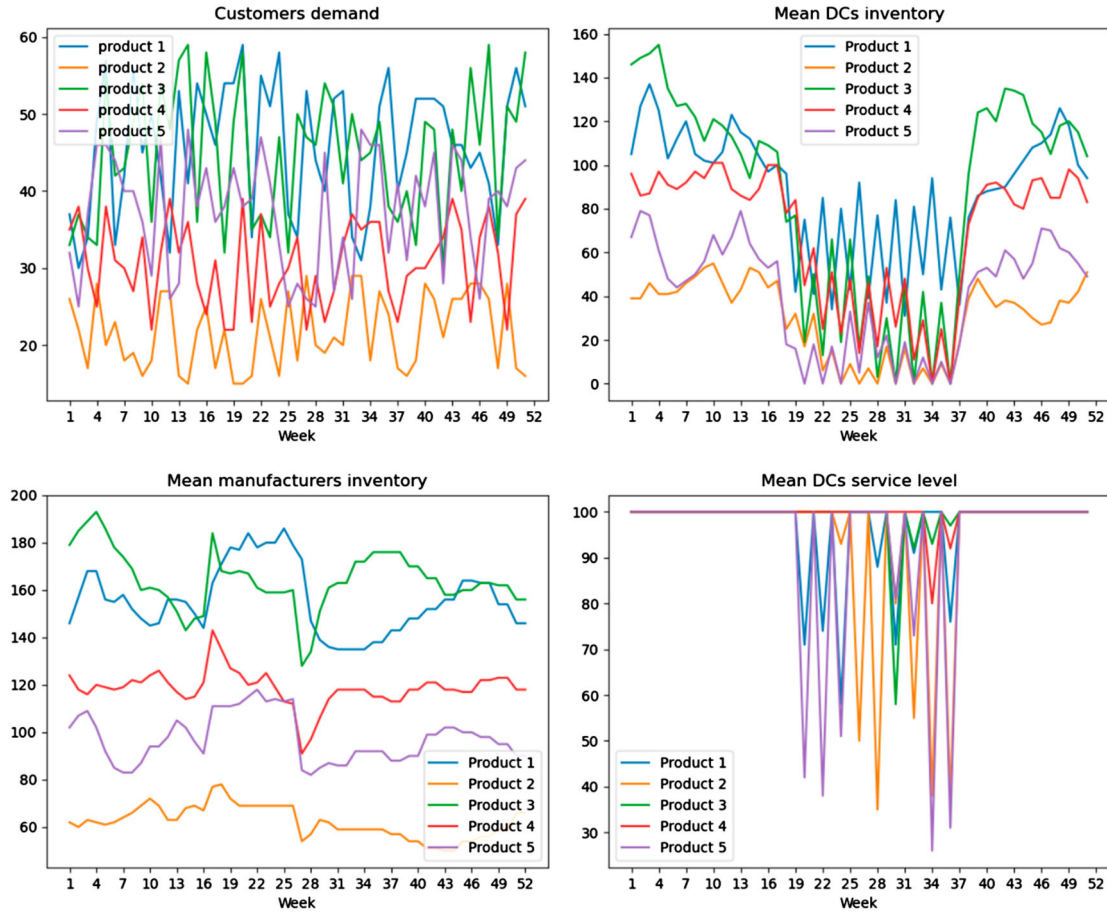 Customers demand
product 1
product 2
product 3
product 4
product 5
60
50
40
30
20
1 4 7 10 13 16 19 22 25 28 31 34 37 40 43 46 49 52
Week
Mean DCs inventory
Product 1
Product 2
Product 3
Product 4
Product 5
160
140
120
100
80
60
40
20
0
1 4 7 10 13 16 19 22 25 28 31 34 37 40 43 46 49 52
Week
Mean manufacturers inventory
200
180
160
140
120
100
80
60
Product 1
Product 2
Product 3
Product 4
Product 5
1 4 7 10 13 16 19 22 25 28 31 34 37 40 43 46 49 52
Week
Mean DCs service level
100
90
80
70
60
50
40
30
Product 1
Product 2
Product 3
Product 4
Product 5
1 4 7 10 13 16 19 22 25 28 31 34 37 40 43 46 49 52
Week